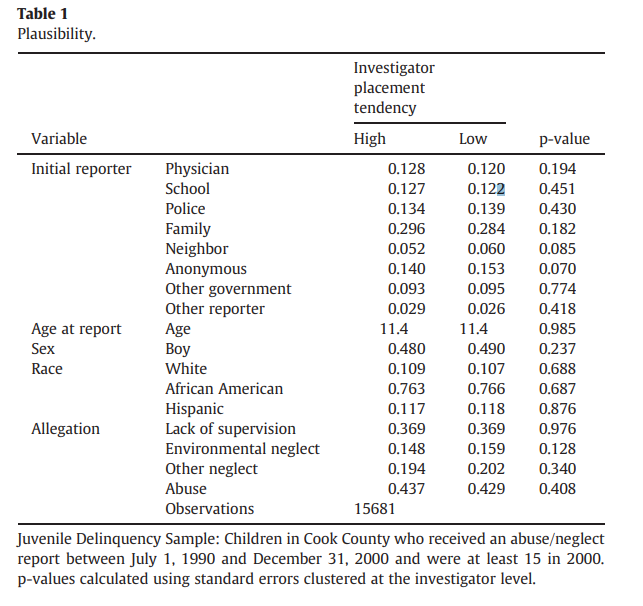 Table 1
Plausibility.
Investigator
placement
tendency
Variable High Low p-value
Initial reporter Physician 0.128 0.120 0.194
School 0.127 0.122 0.451
Police 0.134 0.139 0.430
Family 0.296 0.284 0.182
Neighbor 0.052 0.060 0.085
Anonymous 0.140 0.153 0.070
Other government 0.093 0.095 0.774
Other reporter 0.029 0.026 0.418
Age at report Age 11.4 11.4 0.985
Sex Boy 0.480 0.490 0.237
Race White 0.109 0.107 0.688
African American 0.763 0.766 0.687
Hispanic 0.117 0.118 0.876
Allegation Lack of supervision 0.369 0.369 0.976
Environmental neglect 0.148 0.159 0.128
Other neglect 0.194 0.202 0.340
Abuse 0.437 0.429 0.408
Observations 15681
Juvenile Delinquency Sample: Children in Cook County who received an abuse/neglect
report between July 1, 1990 and December 31, 2000 and were at least 15 in 2000.
p-values calculated using standard errors clustered at the investigator level.